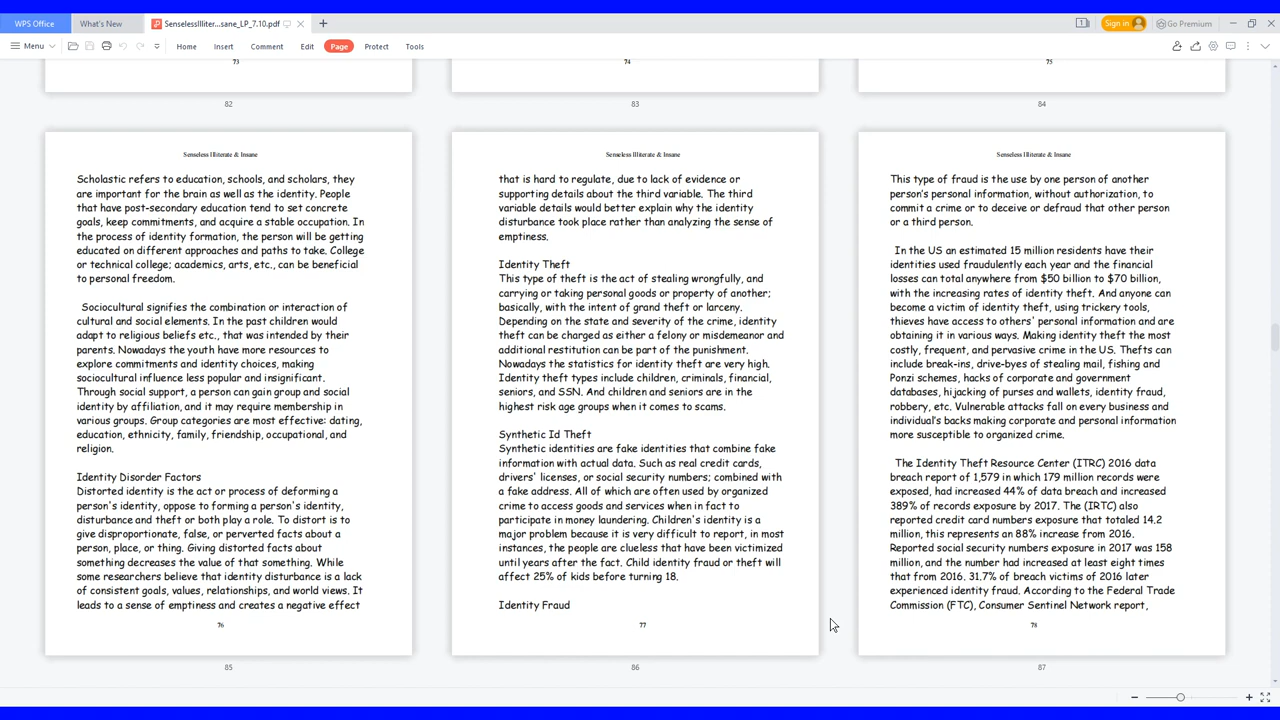 WPS Office
What's New
SenselessIlliter...sane_LP_7.10.pdf
1
Sign in
Go Premium
Menu
Home
Insert
Comment
Edit
Page
Protect
Tools
73
74
75
82
83
84
Senseless Illiterate & Insane
Scholastic refers to education, schools, and scholars, they
are important for the brain as well as the identity. People
that have post-secondary education tend to set concrete
goals, keep commitments, and acquire a stable occupation. In
the process of identity formation, the person will be getting
educated on different approaches and paths to take. College
or technical college; academics, arts, etc., can be beneficial
to personal freedom.
Sociocultural signifies the combination or interaction of
cultural and social elements. In the past children would
adapt to religious beliefs etc., that was intended by their
parents. Nowadays the youth have more resources to
explore commitments and identity choices, making
sociocultural influence less popular and insignificant.
Through social support, a person can gain group and social
identity by affiliation, and it may require membership in
various groups. Group categories are most effective: dating,
education, ethnicity, family, friendship, occupational, and
religion.
Identity Disorder Factors
Distorted identity is the act or process of deforming a
person's identity, oppose to forming a person's identity,
disturbance and theft or both play a role. To distort is to
give disproportionate, false, or perverted facts about a
person, place, or thing. Giving distorted facts about
something decreases the value of that something. While
some researchers believe that identity disturbance is a lack
of consistent goals, values, relationships, and world views. It
leads to a sense of emptiness and creates a negative effect
76
85
Senseless Illiterate & Insane
that is hard to regulate, due to lack of evidence or
supporting details about the third variable. The third
variable details would better explain why the identity
disturbance took place rather than analyzing the sense of
emptiness.
Identity Theft
This type of theft is the act of stealing wrongfully, and
carrying or taking personal goods or property of another;
basically, with the intent of grand theft or larceny.
Depending on the state and severity of the crime, identity
theft can be charged as either a felony or misdemeanor and
additional restitution can be part of the punishment.
Nowadays the statistics for identity theft are very high.
Identity theft types include children, criminals, financial,
seniors, and SSN. And children and seniors are in the
highest risk age groups when it comes to scams.
Synthetic Id Theft
Synthetic identities are fake identities that combine fake
information with actual data. Such as real credit cards,
drivers' licenses, or social security numbers; combined with
a fake address. All of which are often used by organized
crime to access goods and services when in fact to
participate in money laundering. Children's identity is a
major problem because it is very difficult to report, in most
instances, the people are clueless that have been victimized
until years after the fact. Child identity fraud or theft will
affect 25% of kids before turning 18.
Identity Fraud
77
86
Senseless Illiterate & Insane
This type of fraud is the use by one person of another
person's personal information, without authorization, to
commit a crime or to deceive or defraud that other person
or a third person.
In the US an estimated 15 million residents have their
identities used fraudulently each year and the financial
losses can total anywhere from $50 billion to $70 billion,
with the increasing rates of identity theft. And anyone can
become a victim of identity theft, using trickery tools,
thieves have access to others' personal information and are
obtaining it in various ways. Making identity theft the most
costly, frequent, and pervasive crime in the US. Thefts can
include break-ins, drive-byes of stealing mail, fishing and
Ponzi schemes, hacks of corporate and government
databases, hijacking of purses and wallets, identity fraud,
robbery, etc. Vulnerable attacks fall on every business and
individual's backs making corporate and personal information
more susceptible to organized crime.
The Identity Theft Resource Center (ITRC) 2016 data
breach report of 1,579 in which 179 million records were
exposed, had increased 44% of data breach and increased
389% of records exposure by 2017. The (IRTC) also
reported credit card numbers exposure that totaled 14.2
million, this represents an 88% increase from 2016.
Reported social security numbers exposure in 2017 was 158
million, and the number had increased at least eight times
that from 2016. 31.7% of breach victims of 2016 later
experienced identity fraud. According to the Federal Trade
Commission (FTC), Consumer Sentinel Network report,
78
87